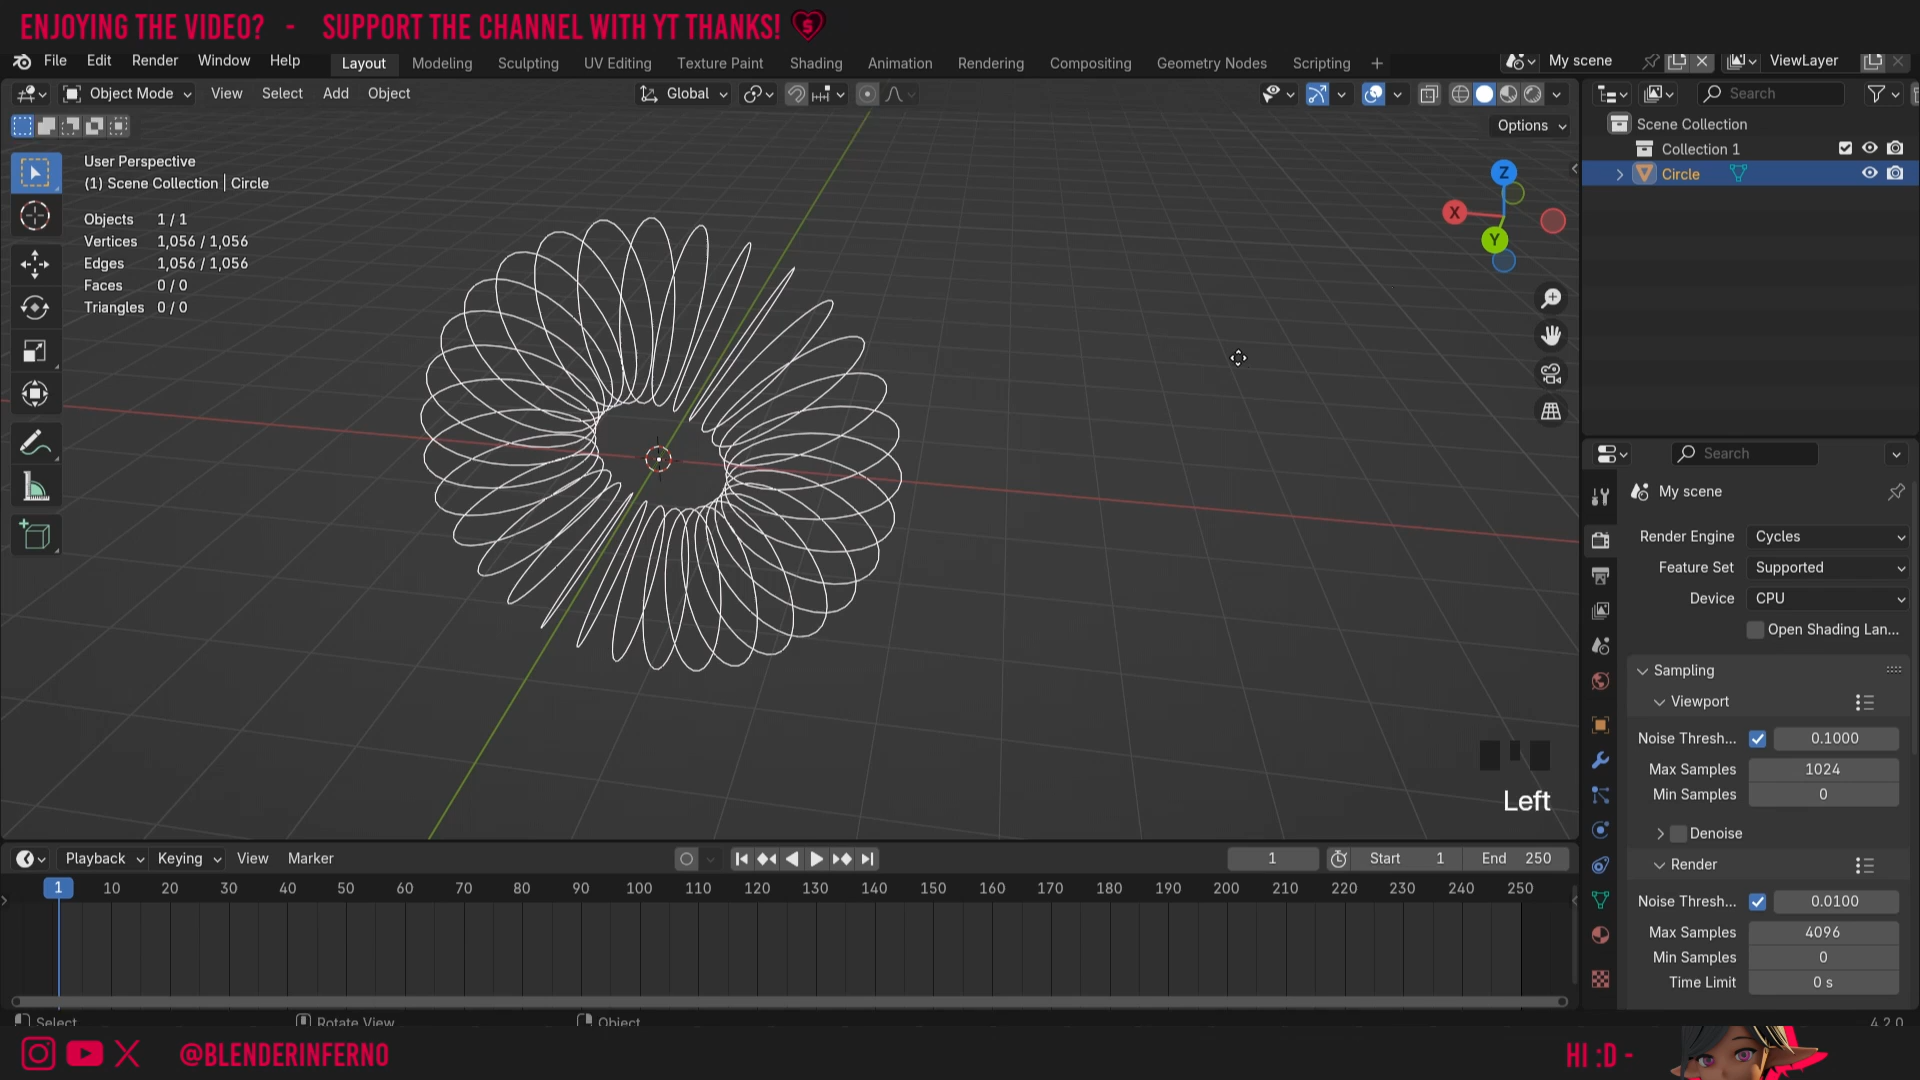 ENJOYING THE VIDEO? - SUPPORT THE CHANNEL WITH YT THANKS!
File Edit Render Window Help Layout Modeling Sculpting UV Editing Texture Paint Shading Animation Rendering Compositing Geometry Nodes Scripting + My scene ViewLayer
Object Mode View Select Add Object Global Search
Options
Scene Collection
Collection 1
Circle
User Perspective
(1) Scene Collection | Circle
Objects 1 / 1
Vertices 1,056 / 1,056
Edges 1,056 / 1,056
Faces 0 / 0
Triangles 0 / 0
Z
X
Y
Search
My scene
Render Engine Cycles
Feature Set Supported
Device CPU
Open Shading Lan...
Sampling
Viewport
Noise Thresh... 0.1000
Max Samples 1024
Min Samples 0
Denoise
Render
Noise Thresh... 0.0100
Max Samples 4096
Min Samples 0
Time Limit 0 s
Left
Playback Keying View Marker 1 Start 1 End 250
1 10 20 30 40 50 60 70 80 90 100 110 120 130 140 150 160 170 180 190 200 210 220 230 240 250
Select Rotate View Object 4.2.0
@BLENDERINFERNO HI :D -